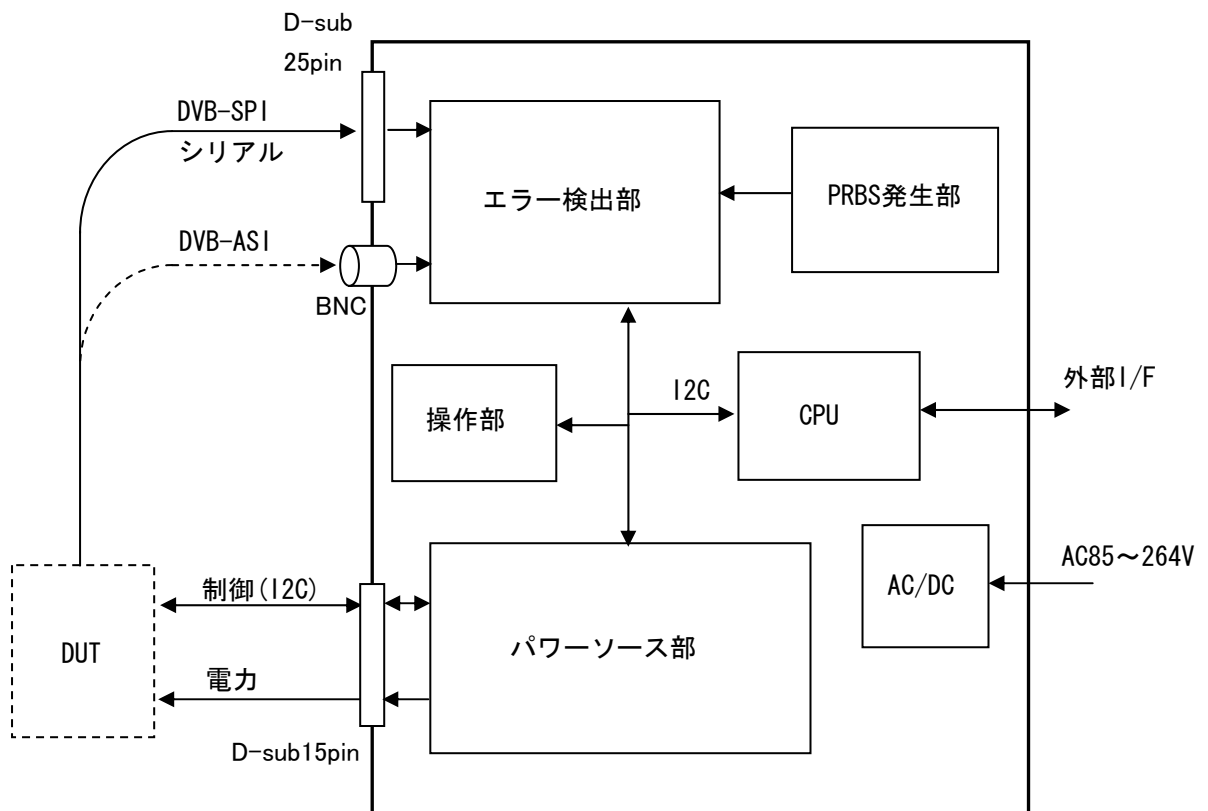 D-sub
25pin
DVB-SPI
シリアル
エラー検出部
PRBS発生部
DVB-ASI
BNC
I2C
操作部
CPU
外部I/F
AC/DC
AC85～264V
制御(I2C)
DUT
パワーソース部
電力
D-sub15pin